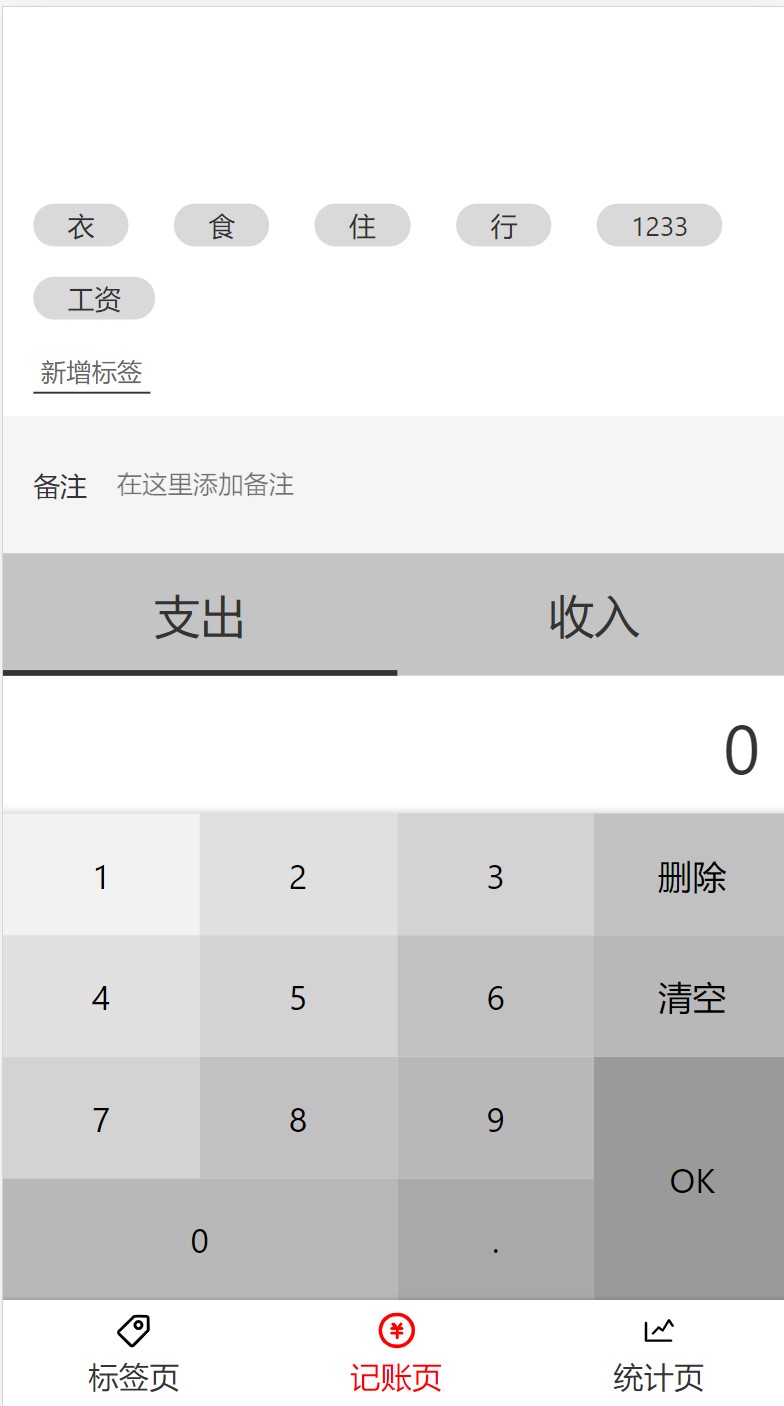 衣 食 住 行 1233
工资
新增标签
备注 在这里添加备注
支出 收入
0
1 2 3 删除
4 5 6 清空
7 8 9
OK
0 .
¥
标签页 记账页 统计页